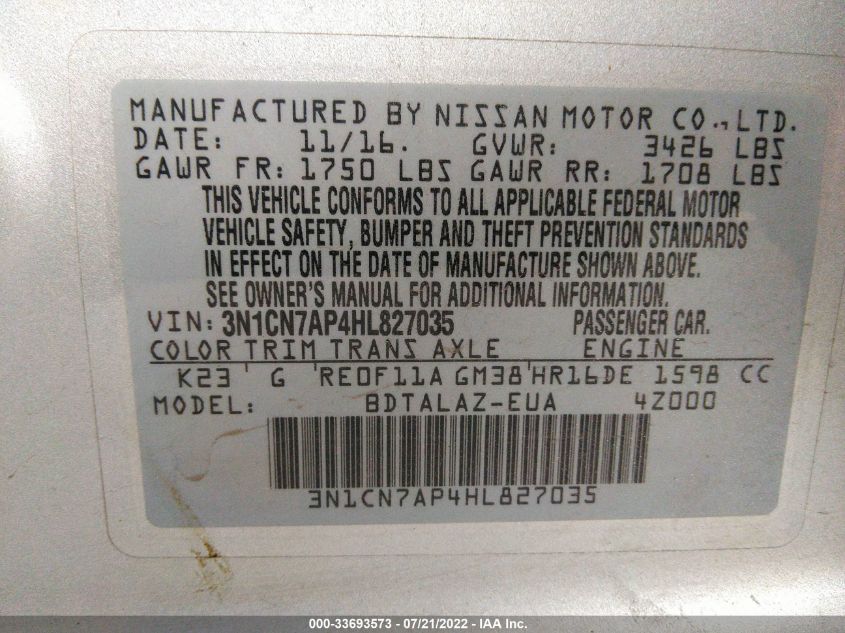 MANUFACTURED BY NISSAN MOTOR CO., LTD.
DATE: 11/16. GVWR: 3426 LBS
GAWR FR: 1750 LBS GAWR RR: 1708 LBS
THIS VEHICLE CONFORMS TO ALL APPLICABLE FEDERAL MOTOR
VEHICLE SAFETY, BUMPER AND THEFT PREVENTION STANDARDS
IN EFFECT ON THE DATE OF MANUFACTURE SHOWN ABOVE.
SEE OWNER'S MANUAL FOR ADDITIONAL INFORMATION.
VIN: 3N1CN7AP4HL827035 PASSENGER CAR.
COLOR TRIM TRANS AXLE ENGINE
K23 G RE0F11A GM38 HR16DE 1598 CC
MODEL: BDTALAZ-EUA 4Z000
3N1CN7AP4HL827035
000-33693573 / 07/21/2022 - IAA Inc.